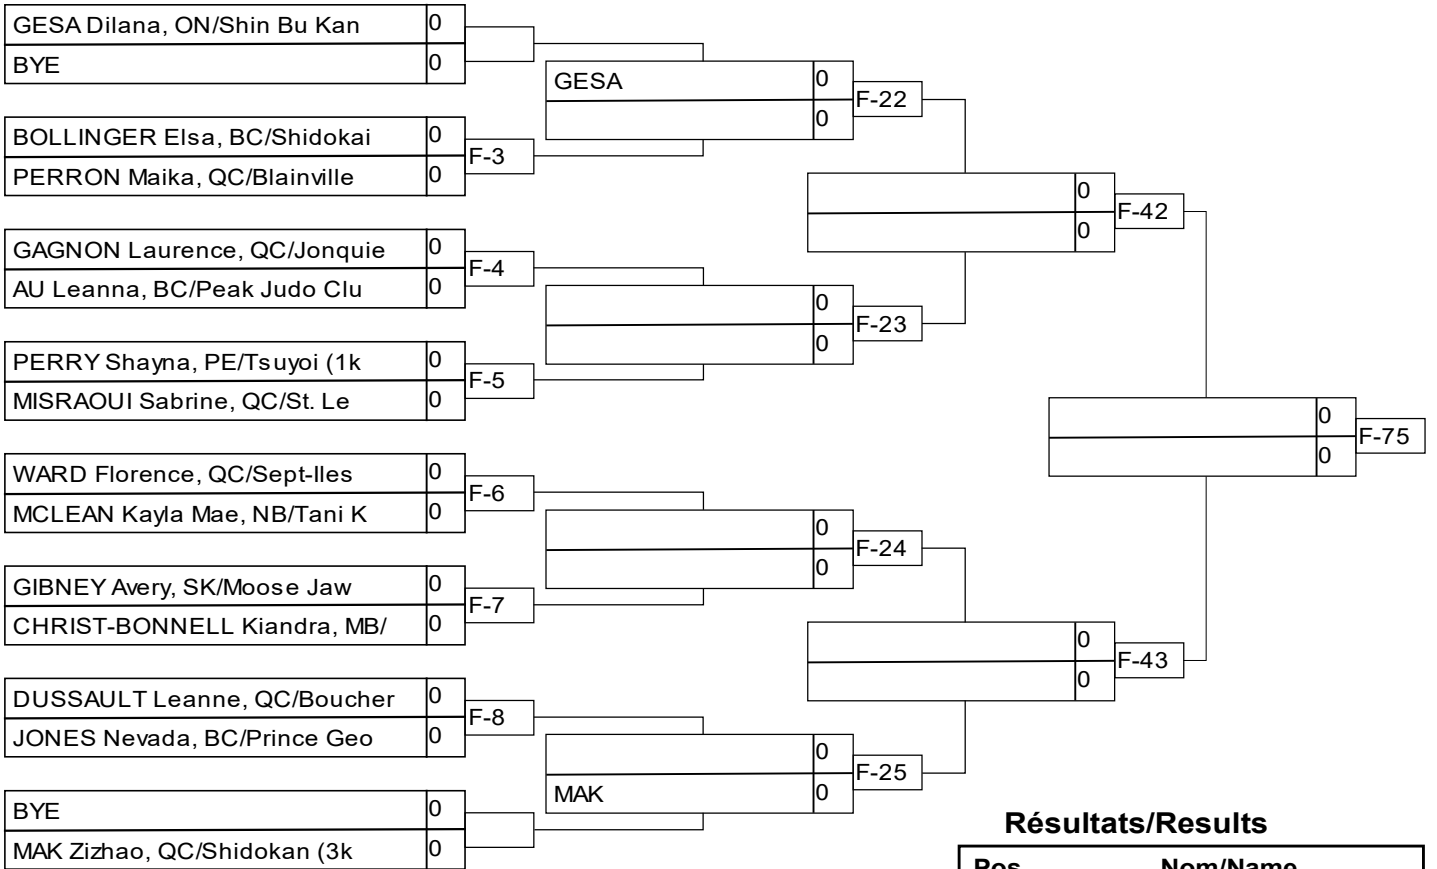 GESA Dilana, ON/Shin Bu Kan 0
BYE 0
GESA 0
0
F-22
BOLLINGER Elsa, BC/Shidokai 0
PERRON Maika, QC/Blainville 0
F-3
0
0
F-42
GAGNON Laurence, QC/Jonquie 0
AU Leanna, BC/Peak Judo Clu 0
F-4
0
0
F-23
PERRY Shayna, PE/Tsuyoi (1k 0
MISRAOUI Sabrine, QC/St. Le 0
F-5
0
0
F-75
WARD Florence, QC/Sept-Iles 0
MCLEAN Kayla Mae, NB/Tani K 0
F-6
0
0
F-24
GIBNEY Avery, SK/Moose Jaw 0
CHRIST-BONNELL Kiandra, MB/ 0
F-7
0
0
F-43
DUSSAULT Leanne, QC/Boucher 0
JONES Nevada, BC/Prince Geo 0
F-8
0
MAK 0
F-25
BYE 0
MAK Zizhao, QC/Shidokan (3k 0
Résultats/Results
Pos Nom/Name